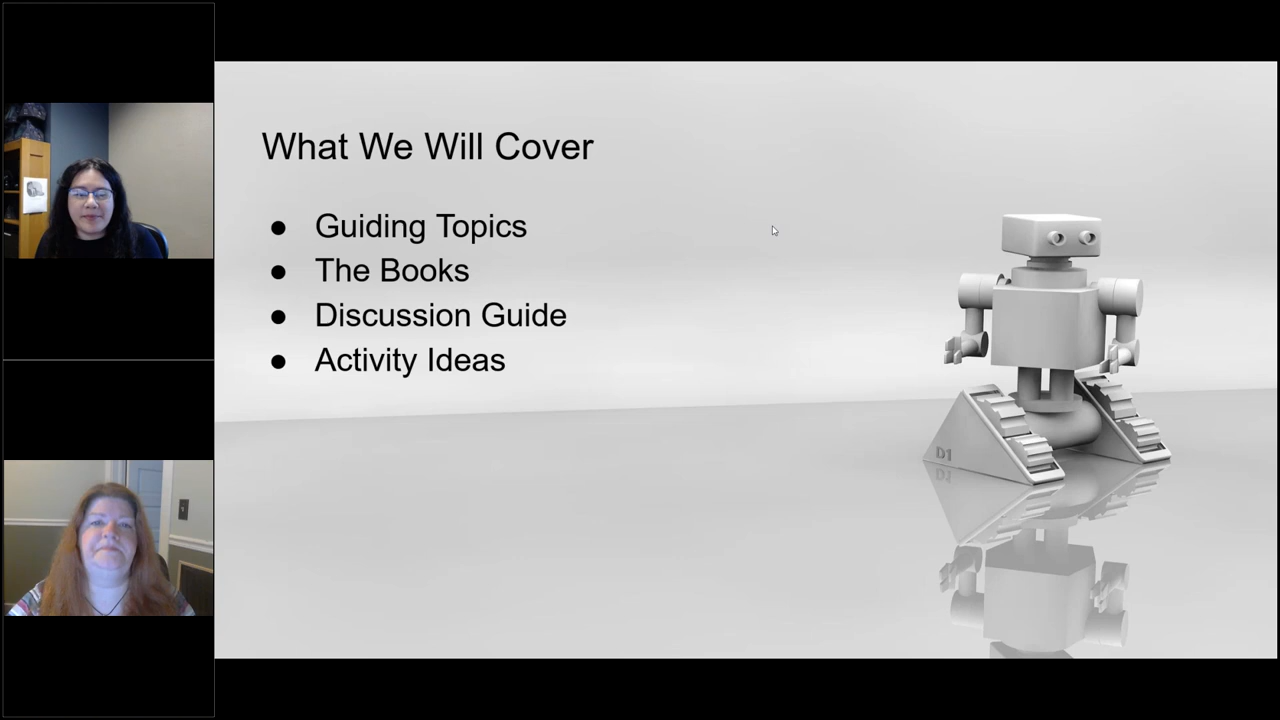 What We Will Cover
● Guiding Topics
● The Books
● Discussion Guide
● Activity Ideas
D1